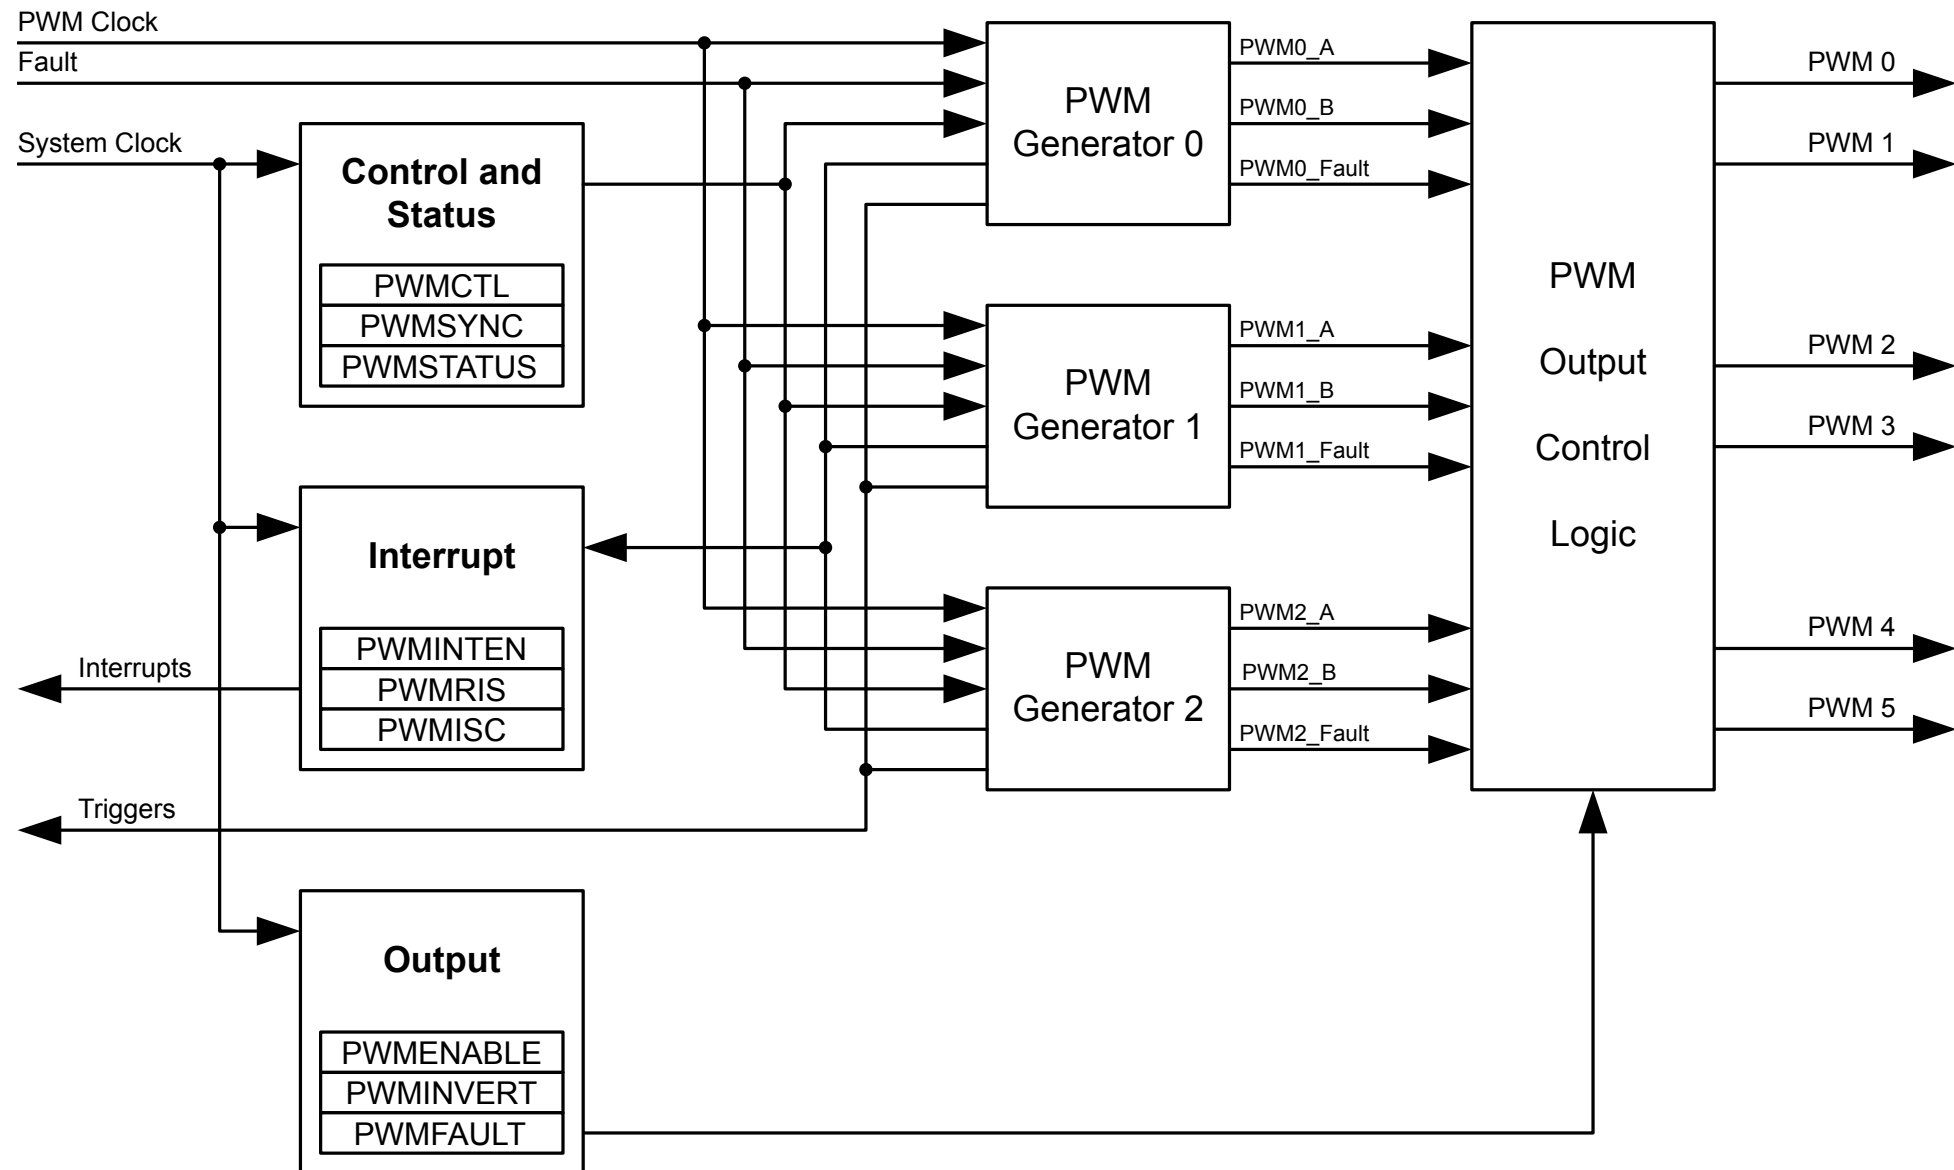 PWM Clock
Fault
System Clock
Control and
Status
PWMCTL
PWMSYNC
PWMSTATUS
Interrupt
PWMINTEN
PWMRIS
PWMISC
Interrupts
Triggers
Output
PWMENABLE
PWMINVERT
PWMFAULT
PWM
Generator 0
PWM0_A
PWM0_B
PWM0_Fault
PWM
Generator 1
PWM1_A
PWM1_B
PWM1_Fault
PWM
Generator 2
PWM2_A
PWM2_B
PWM2_Fault
PWM
Output
Control
Logic
PWM 0
PWM 1
PWM 2
PWM 3
PWM 4
PWM 5